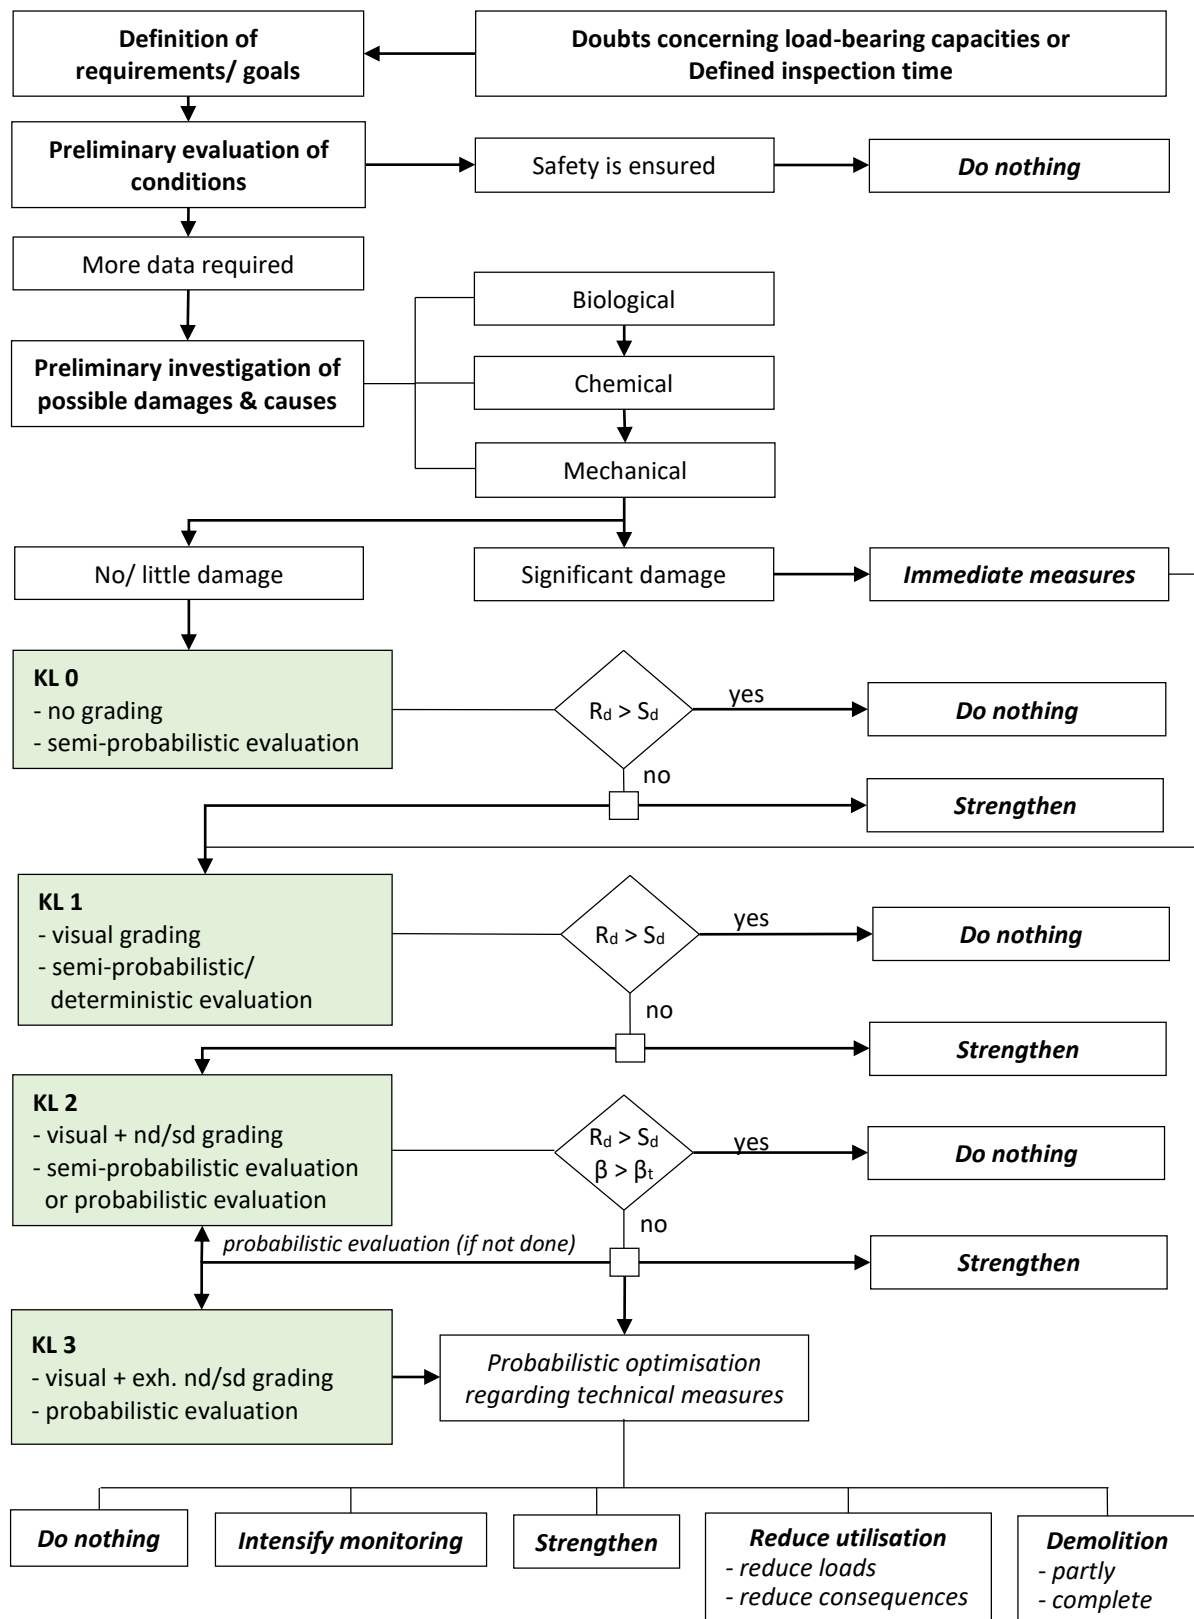 Definition of
requirements/ goals
Doubts concerning load-bearing capacities or
Defined inspection time
Preliminary evaluation of
conditions
Safety is ensured
Do nothing
More data required
Biological
Preliminary investigation of
possible damages & causes
Chemical
Mechanical
No/ little damage
Significant damage
Immediate measures
KL 0
- no grading
- semi-probabilistic evaluation
Rd > Sd
yes
Do nothing
no
Strengthen
KL 1
- visual grading
- semi-probabilistic/
deterministic evaluation
Rd > Sd
yes
Do nothing
no
Strengthen
KL 2
- visual + nd/sd grading
- semi-probabilistic evaluation
or probabilistic evaluation
Rd > Sd
β > βt
yes
Do nothing
no
probabilistic evaluation (if not done)
Strengthen
KL 3
- visual + exh. nd/sd grading
- probabilistic evaluation
Probabilistic optimisation
regarding technical measures
Do nothing
Intensify monitoring
Strengthen
Reduce utilisation
- reduce loads
- reduce consequences
Demolition
- partly
- complete